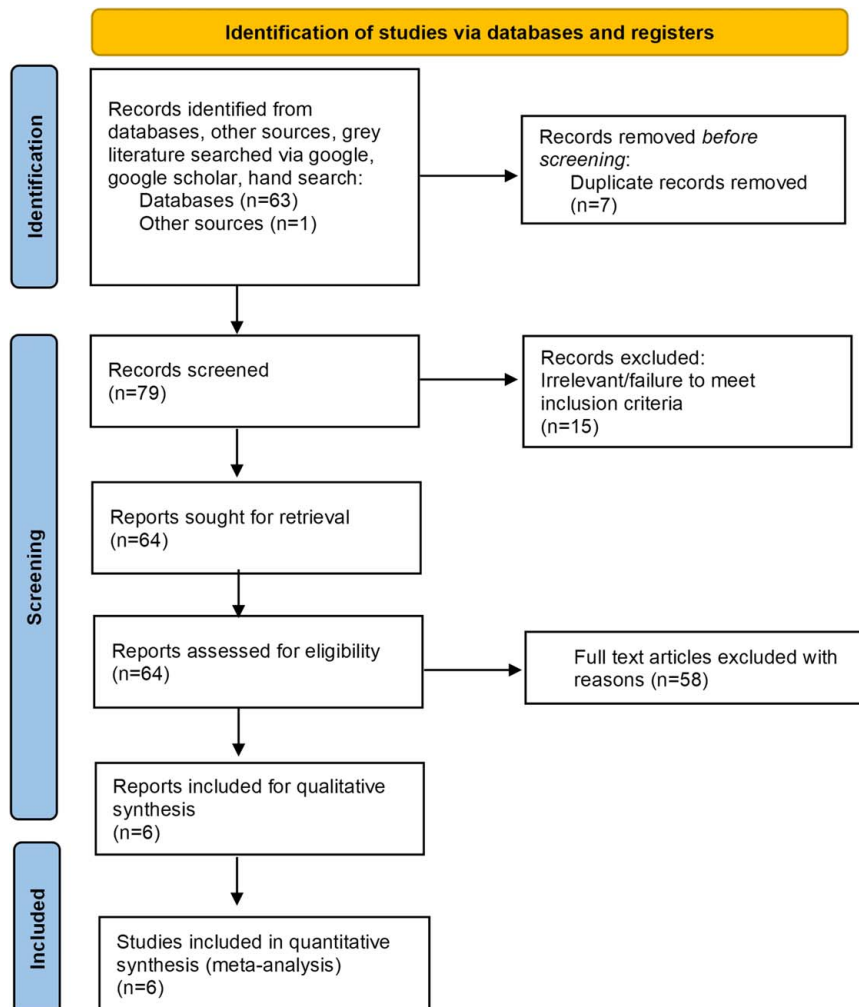 Identification of studies via databases and registers
Identification
Records identified from
databases, other sources, grey
literature searched via google,
google scholar, hand search:
Databases (n=63)
Other sources (n=1)
Records removed before
screening:
Duplicate records removed
(n=7)
Screening
Records screened
(n=79)
Records excluded:
Irrelevant/failure to meet
inclusion criteria
(n=15)
Reports sought for retrieval
(n=64)
Reports assessed for eligibility
(n=64)
Full text articles excluded with
reasons (n=58)
Reports included for qualitative
synthesis
(n=6)
Included
Studies included in quantitative
synthesis (meta-analysis)
(n=6)